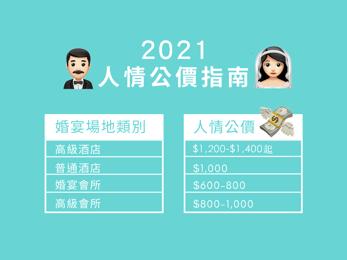 2021
人情公價指南
婚宴場地類別 人情公價
高級酒店 $1,200-$1,400起
普通酒店 $1,000
婚宴會所 $600-800
高級會所 $800-1,000